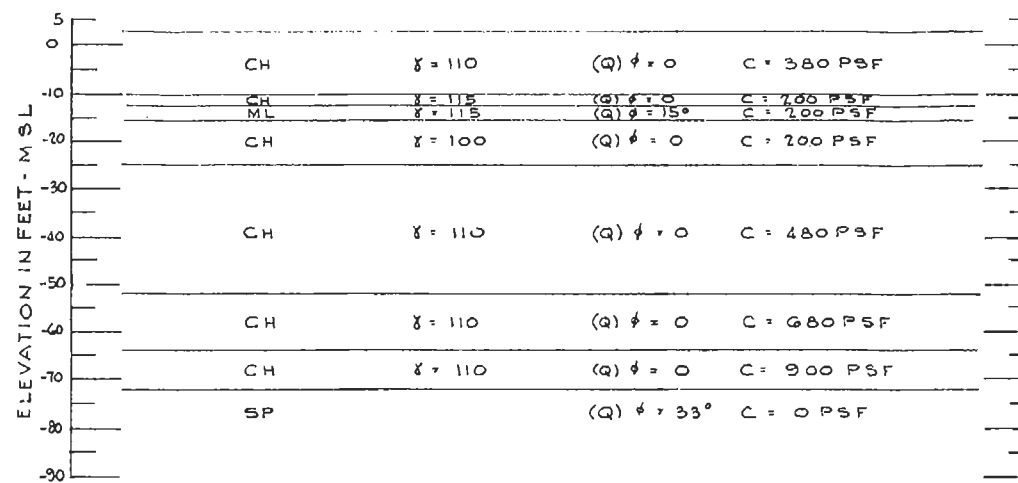 5
0
CH γ = 110 (Q) φ = 0 C = 380 PSF
-10
CH γ = 115 (Q) φ = 0 C = 200 PSF
ML γ = 115 (Q) φ = 15° C = 200 PSF
-20
CH γ = 100 (Q) φ = 0 C = 200 PSF
-30
-40
CH γ = 110 (Q) φ = 0 C = 480 PSF
-50
-60
CH γ = 110 (Q) φ = 0 C = 680 PSF
-70
CH γ = 110 (Q) φ = 0 C = 900 PSF
SP (Q) φ = 33° C = 0 PSF
-80
-90
ELEVATION IN FEET - MSL